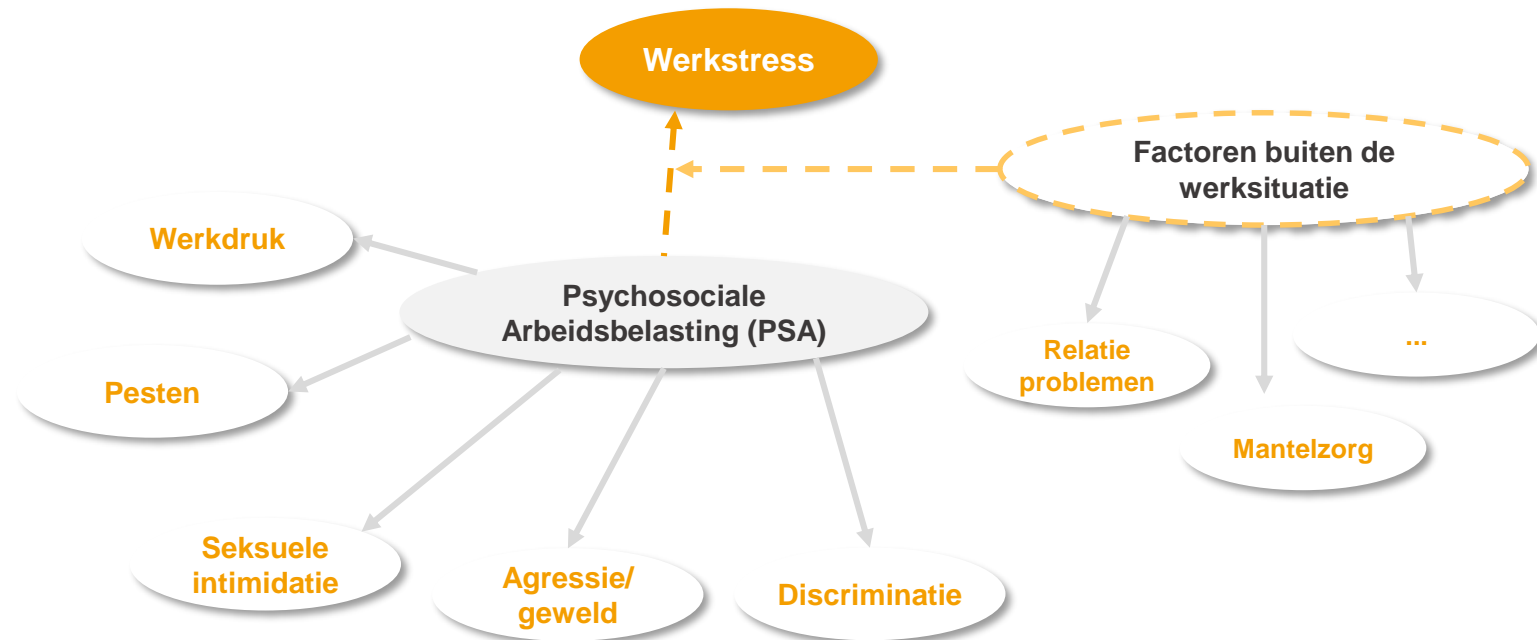 Werkstress
Factoren buiten de
werksituatie
Werkdruk
Psychosociale
Arbeidsbelasting (PSA)
Relatie
problemen
...
Pesten
Mantelzorg
Seksuele
intimidatie
Agressie/
geweld
Discriminatie